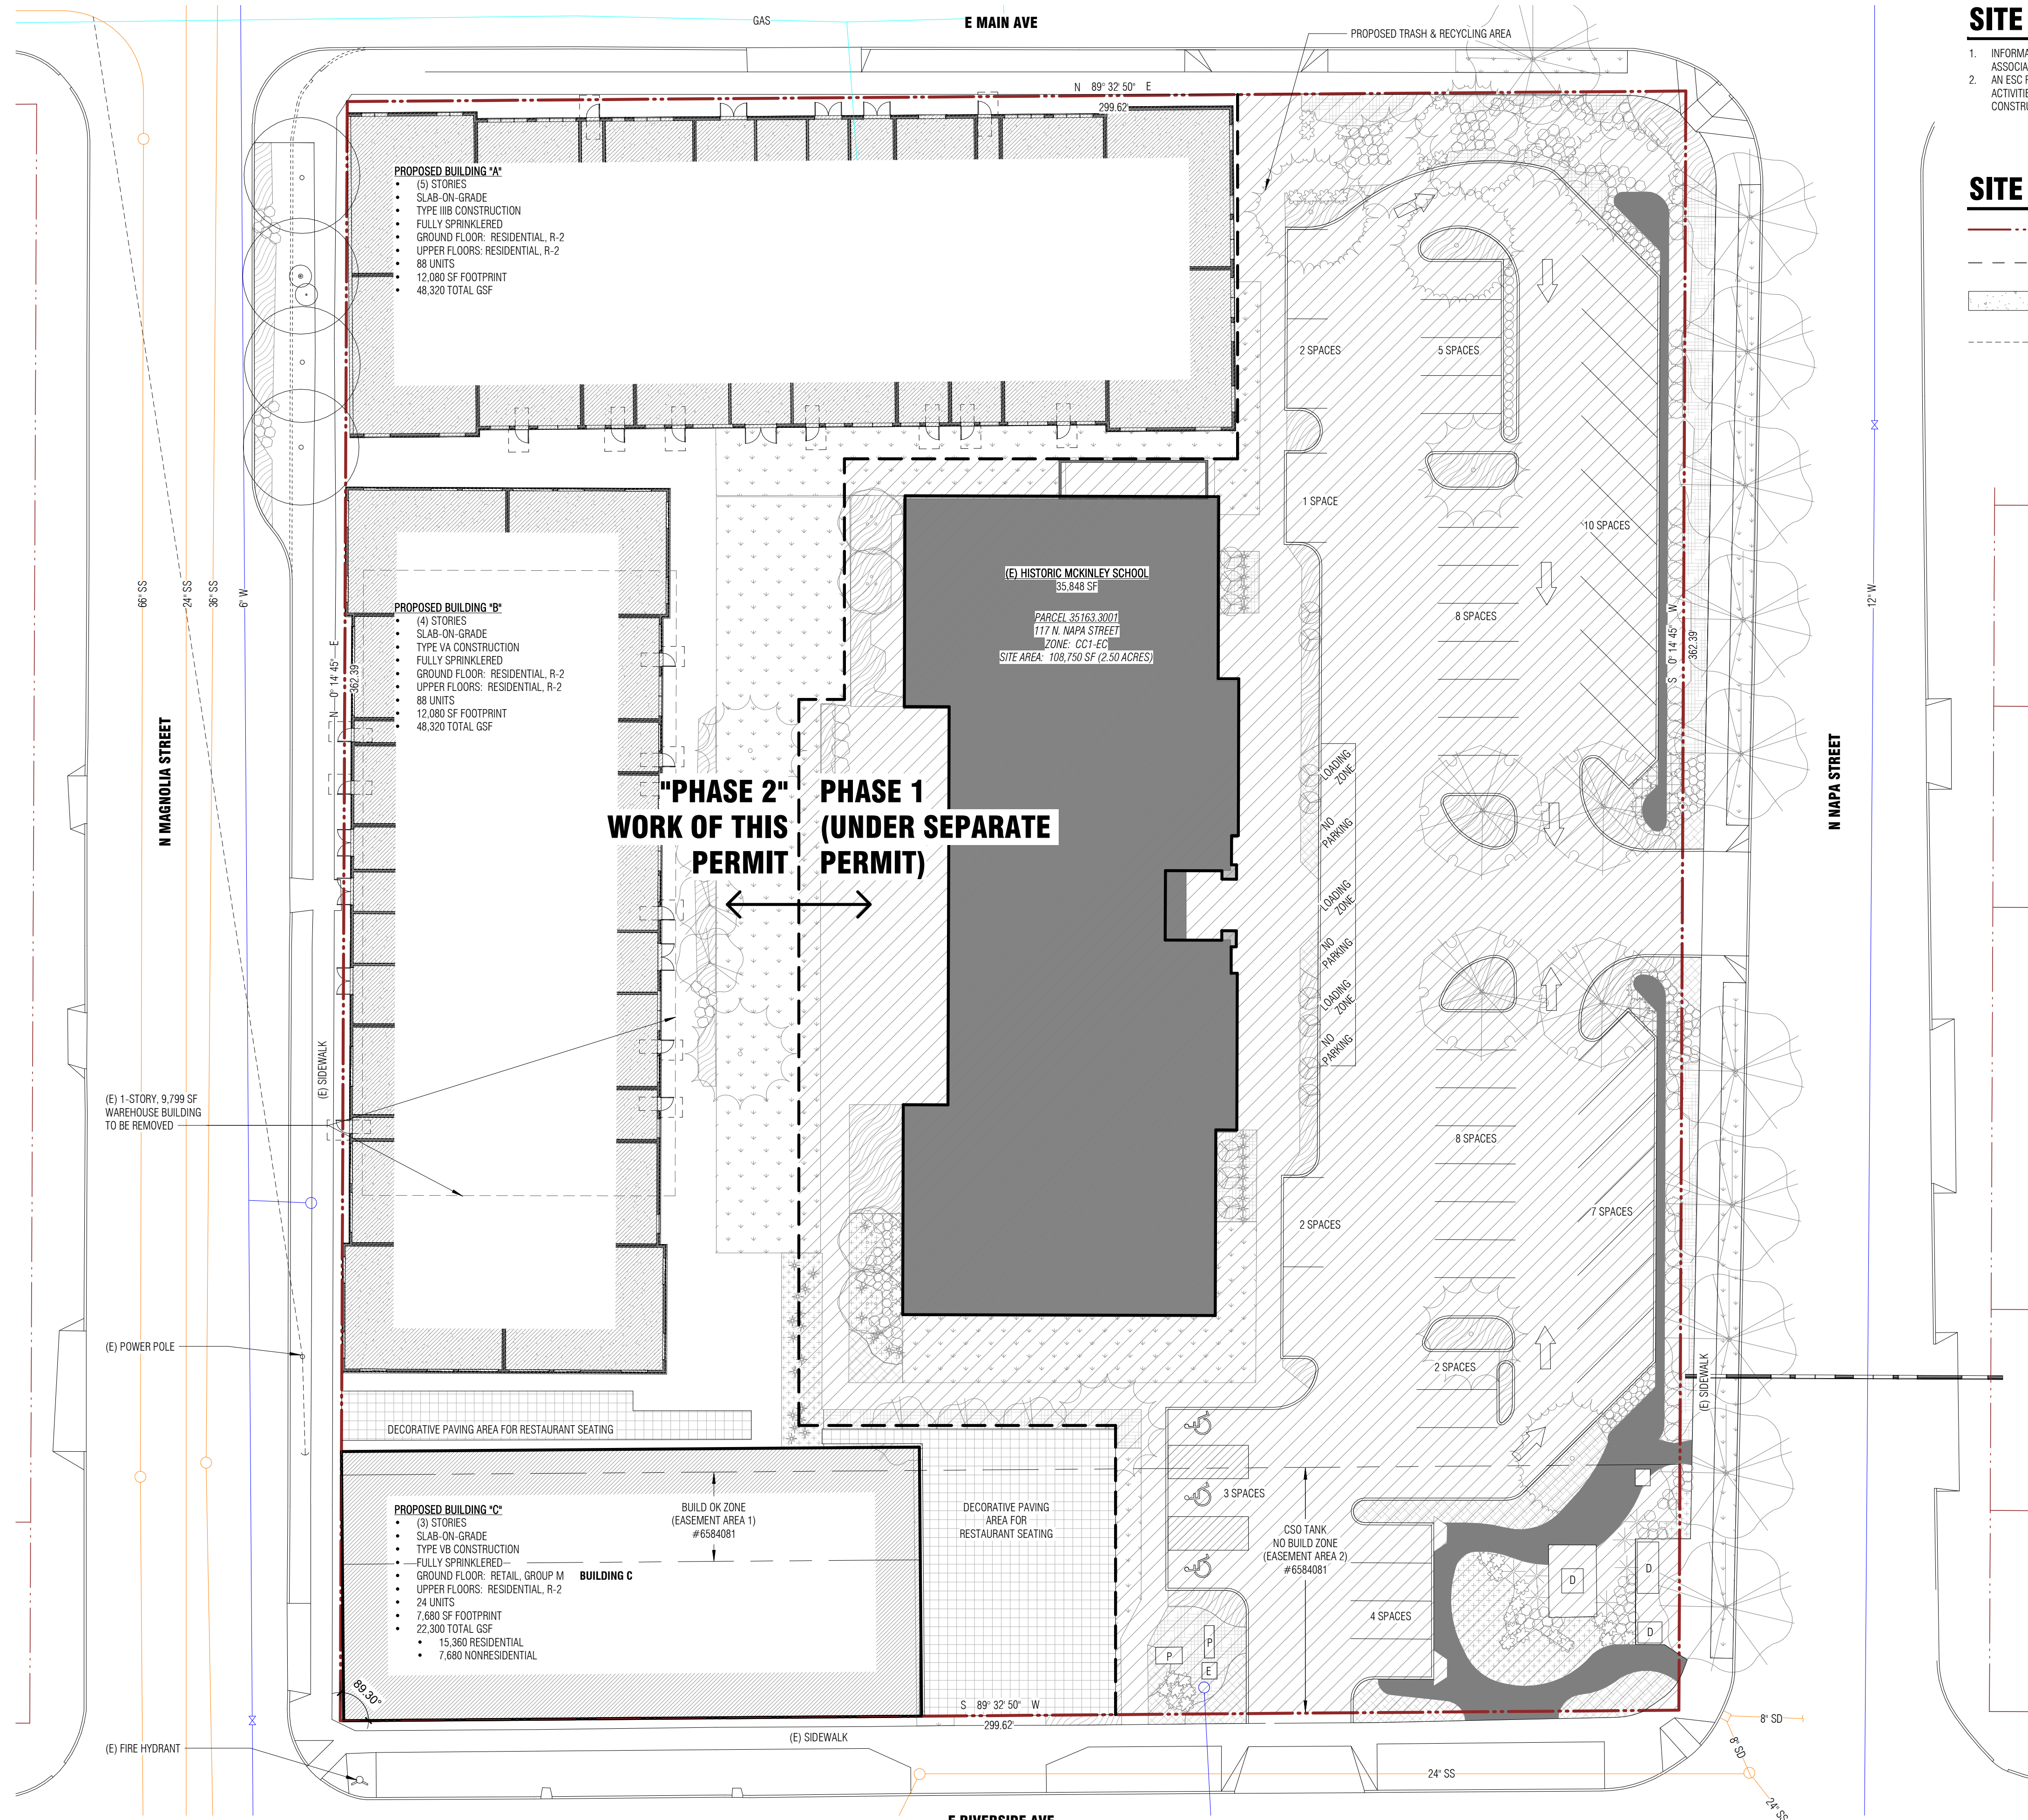 GAS
E MAIN AVE
PROPOSED TRASH & RECYCLING AREA
SITE
1. INFORMA
ASSOCIA
2. AN ESC P
ACTIVITIE
CONSTRU
SITE
N 89° 32' 50" E
299.62'
PROPOSED BUILDING "A"
• (5) STORIES
• SLAB-ON-GRADE
• TYPE IIIB CONSTRUCTION
• FULLY SPRINKLERED
• GROUND FLOOR: RESIDENTIAL, R-2
• UPPER FLOORS: RESIDENTIAL, R-2
• 88 UNITS
• 12,080 SF FOOTPRINT
• 48,320 TOTAL GSF
2 SPACES
5 SPACES
1 SPACE
10 SPACES
(E) HISTORIC MCKINLEY SCHOOL
35,848 SF
PARCEL 35163.3001
117 N. NAPA STREET
ZONE: CC1-EC
SITE AREA: 108,750 SF (2.50 ACRES)
66" SS
24" SS
36" SS
6" W
12" W
8 SPACES
PROPOSED BUILDING "B"
• (4) STORIES
• SLAB-ON-GRADE
• TYPE VA CONSTRUCTION
• FULLY SPRINKLERED
• GROUND FLOOR: RESIDENTIAL, R-2
• UPPER FLOORS: RESIDENTIAL, R-2
• 88 UNITS
• 12,080 SF FOOTPRINT
• 48,320 TOTAL GSF
N 0° 14' 45" E
362.39'
S 0° 14' 45" W
362.39'
N MAGNOLIA STREET
N NAPA STREET
"PHASE 2"
WORK OF THIS
PERMIT
PHASE 1
(UNDER SEPARATE
PERMIT)
LOADING
ZONE
NO
PARKING
LOADING
ZONE
NO
PARKING
LOADING
ZONE
NO
PARKING
(E) SIDEWALK
(E) 1-STORY, 9,799 SF
WAREHOUSE BUILDING
TO BE REMOVED
8 SPACES
7 SPACES
2 SPACES
(E) POWER POLE
2 SPACES
(E) SIDEWALK
DECORATIVE PAVING AREA FOR RESTAURANT SEATING
PROPOSED BUILDING "C"
• (3) STORIES
• SLAB-ON-GRADE
• TYPE VB CONSTRUCTION
• FULLY SPRINKLERED
• GROUND FLOOR: RETAIL, GROUP M
• UPPER FLOORS: RESIDENTIAL, R-2
• 24 UNITS
• 7,680 SF FOOTPRINT
• 22,300 TOTAL GSF
• 15,360 RESIDENTIAL
• 7,680 NONRESIDENTIAL
BUILDING C
BUILD OK ZONE
(EASEMENT AREA 1)
#6584081
DECORATIVE PAVING
AREA FOR
RESTAURANT SEATING
3 SPACES
CSO TANK
NO BUILD ZONE
(EASEMENT AREA 2)
#6584081
4 SPACES
D
D
D
P
P
E
89.30°
S 89° 32' 50" W
299.62'
(E) SIDEWALK
(E) FIRE HYDRANT
8" SD
8" SD
24" SS
24" SS
E RIVERSIDE AVE